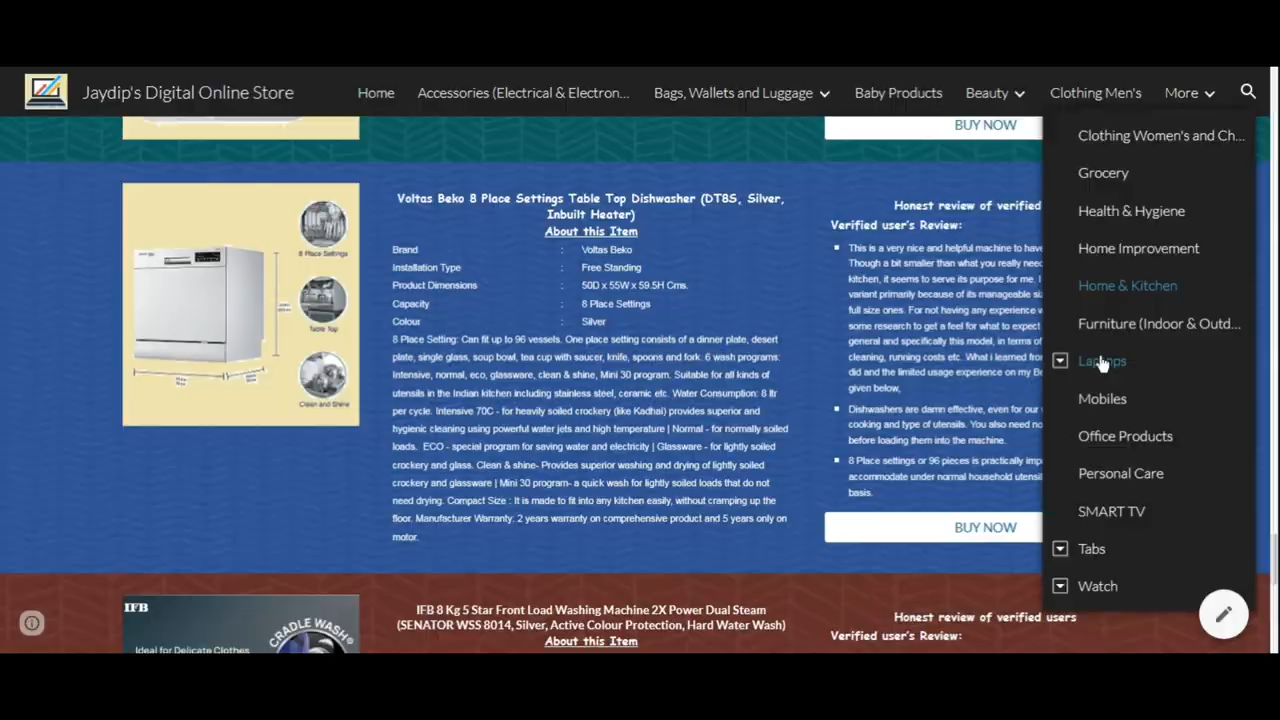 Jaydip's Digital Online Store
Home
Accessories (Electrical & Electron...
Bags, Wallets and Luggage
Baby Products
Beauty
Clothing Men's
More
BUY NOW
Clothing Women's and Ch...
Grocery
Health & Hygiene
Home Improvement
Home & Kitchen
Furniture (Indoor & Outd...
Laptops
Mobiles
Office Products
Personal Care
SMART TV
Tabs
Watch
8 Place Settings
Table Top
Clean and Shine
Voltas Beko 8 Place Settings Table Top Dishwasher (DT8S, Silver,
Inbuilt Heater)
About this Item
Brand : Voltas Beko
Installation Type : Free Standing
Product Dimensions : 50D x 55W x 59.5H Cms.
Capacity : 8 Place Settings
Colour : Silver
8 Place Setting: Can fit up to 96 vessels. One place setting consists of a dinner plate, desert
plate, single glass, soup bowl, tea cup with saucer, knife, spoons and fork. 6 wash programs:
Intensive, normal, eco, glassware, clean & shine, Mini 30 program. Suitable for all kinds of
utensils in the Indian kitchen including stainless steel, ceramic etc. Water Consumption: 8 ltr
per cycle. Intensive 70C - for heavily soiled crockery (like Kadhai) provides superior and
hygienic cleaning using powerful water jets and high temperature | Normal - for normally soiled
loads. ECO - special program for saving water and electricity | Glassware - for lightly soiled
crockery and glass. Clean & shine- Provides superior washing and drying of lightly soiled
crockery and glassware | Mini 30 program- a quick wash for lightly soiled loads that do not
need drying. Compact Size : It is made to fit into any kitchen easily, without cramping up the
floor. Manufacturer Warranty: 2 years warranty on comprehensive product and 5 years only on
motor.
Honest review of verified
Verified user's Review:
This is a very nice and helpful machine to have
Though a bit smaller than what you really need
kitchen, it seems to serve its purpose for me. I
variant primarily because of its manageable si
full size ones. For not having any experience w
some research to get a feel for what to expect
general and specifically this model, in terms of
cleaning, running costs etc. What i learned from
did and the limited usage experience on my Be
given below,
Dishwashers are damn effective, even for our
cooking and type of utensils. You also need no
before loading them into the machine.
8 Place settings or 96 pieces is practically imp
accommodate under normal household utensil
basis.
BUY NOW
IFB
CRADLE WASH®
Ideal for Delicate Clothes
IFB 8 Kg 5 Star Front Load Washing Machine 2X Power Dual Steam
(SENATOR WSS 8014, Silver, Active Colour Protection, Hard Water Wash)
About this Item
Honest review of verified users
Verified user's Review: